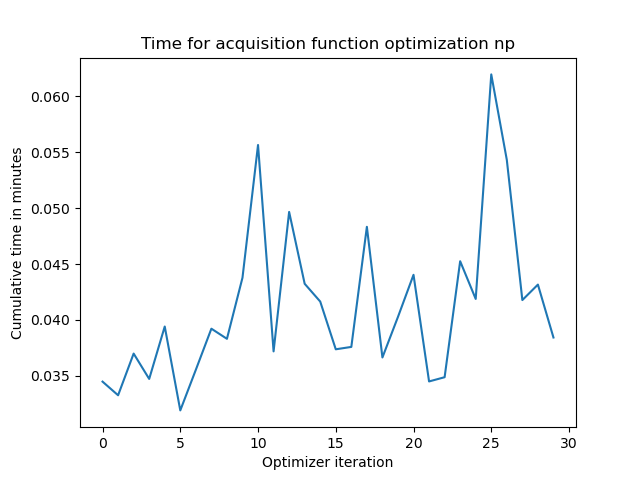 Time for acquisition function optimization np
Cumulative time in minutes
0.060
0.055
0.050
0.045
0.040
0.035
0 5 10 15 20 25 30
Optimizer iteration